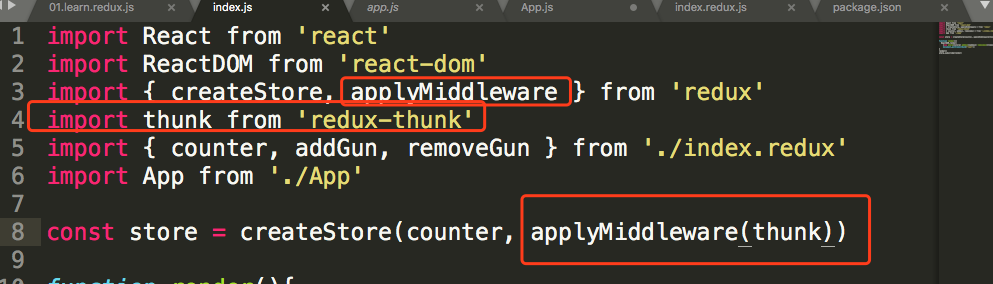 01.learn.redux.js index.js app.js App.js index.redux.js package.json
1 import React from 'react'
2 import ReactDOM from 'react-dom'
3 import { createStore, applyMiddleware } from 'redux'
4 import thunk from 'redux-thunk'
5 import { counter, addGun, removeGun } from './index.redux'
6 import App from './App'
7
8 const store = createStore(counter, applyMiddleware(thunk))
9
10 function render(){